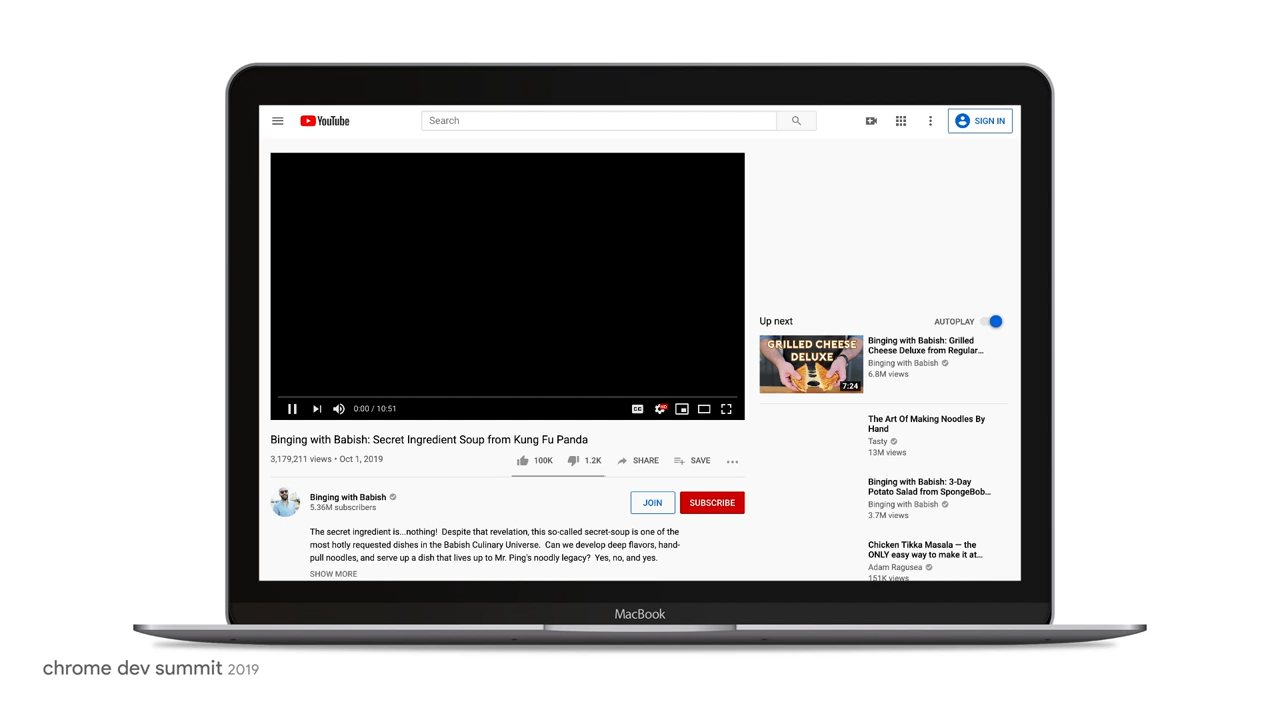 YouTube
Search
SIGN IN
0:00 / 10:51
CC
HD
Binging with Babish: Secret Ingredient Soup from Kung Fu Panda
3,179,211 views • Oct 1, 2019
100K
1.2K
SHARE
SAVE
Binging with Babish
5.36M subscribers
JOIN
SUBSCRIBE
The secret ingredient is...nothing! Despite that revelation, this so-called secret-soup is one of the
most hotly requested dishes in the Babish Culinary Universe. Can we develop deep flavors, hand-
pull noodles, and serve up a dish that lives up to Mr. Ping's noodly legacy? Yes, no, and yes.
SHOW MORE
Up next
AUTOPLAY
GRILLED CHEESE
DELUXE
7:24
Binging with Babish: Grilled
Cheese Deluxe from Regular...
Binging with Babish
6.8M views
The Art Of Making Noodles By
Hand
Tasty
13M views
Binging with Babish: 3-Day
Potato Salad from SpongeBob...
Binging with Babish
3.7M views
Chicken Tikka Masala — the
ONLY easy way to make it at...
Adam Ragusea
151K views
MacBook
chrome dev summit 2019